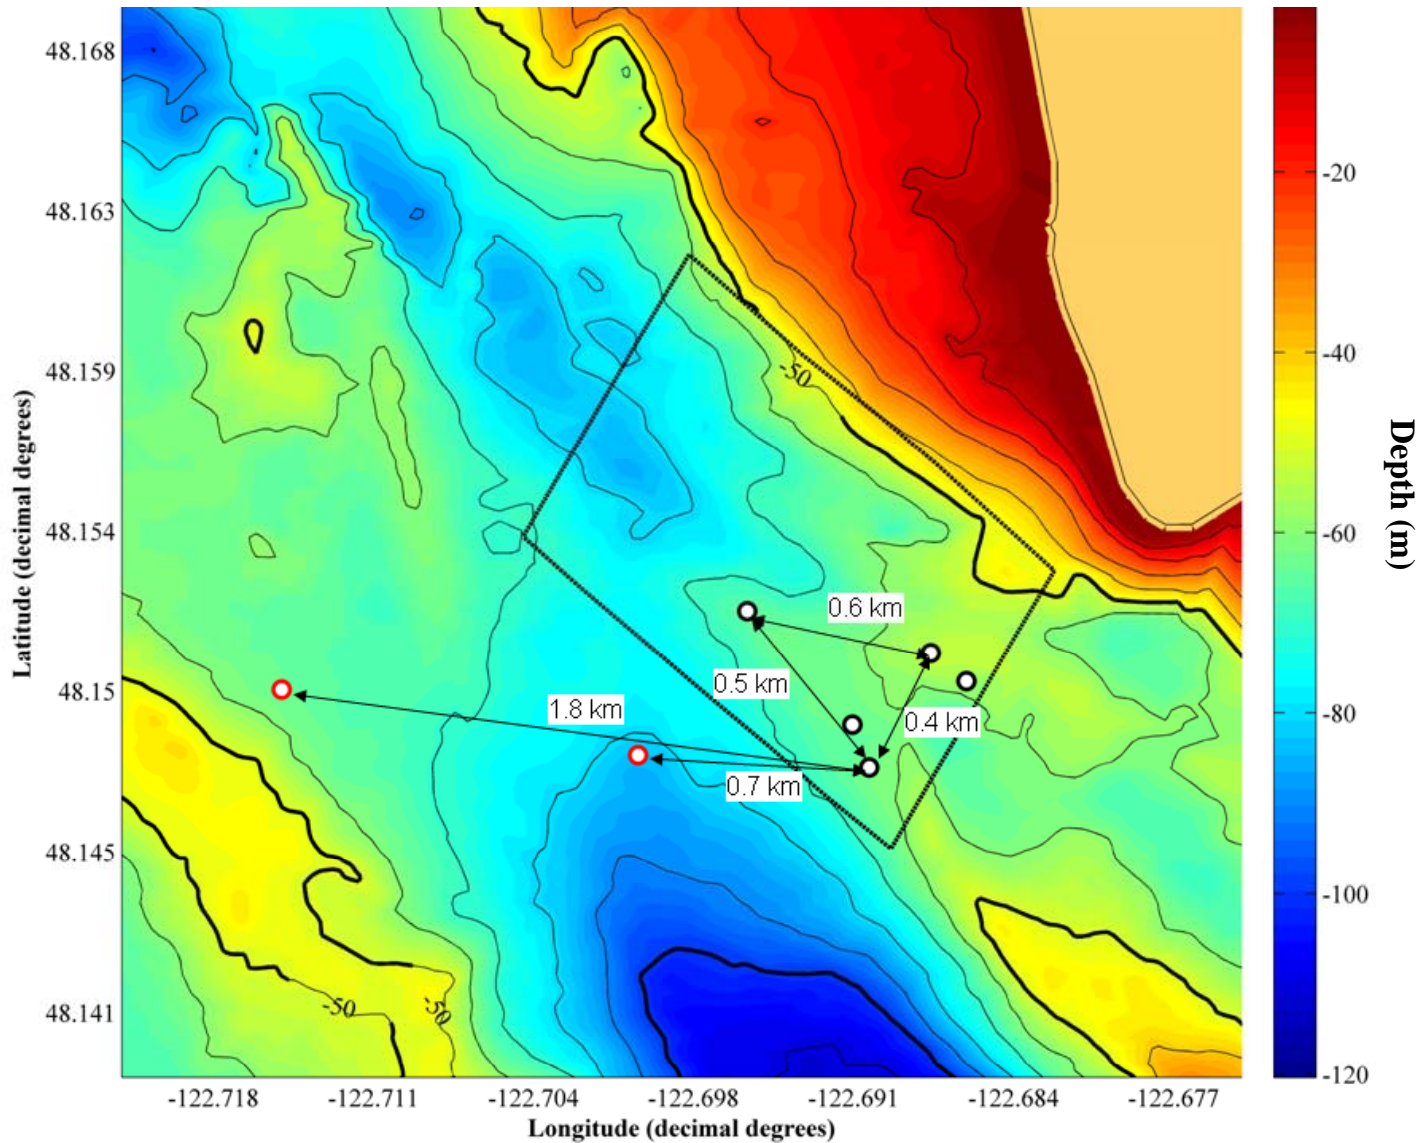 48.168
48.163
48.159
48.154
48.15
48.145
48.141
Latitude (decimal degrees)
-50
0.6 km
0.5 km
0.4 km
1.8 km
0.7 km
-50
-50
-122.718
-122.711
-122.704
-122.698
-122.691
-122.684
-122.677
Longitude (decimal degrees)
-20
-40
-60
-80
-100
-120
Depth (m)